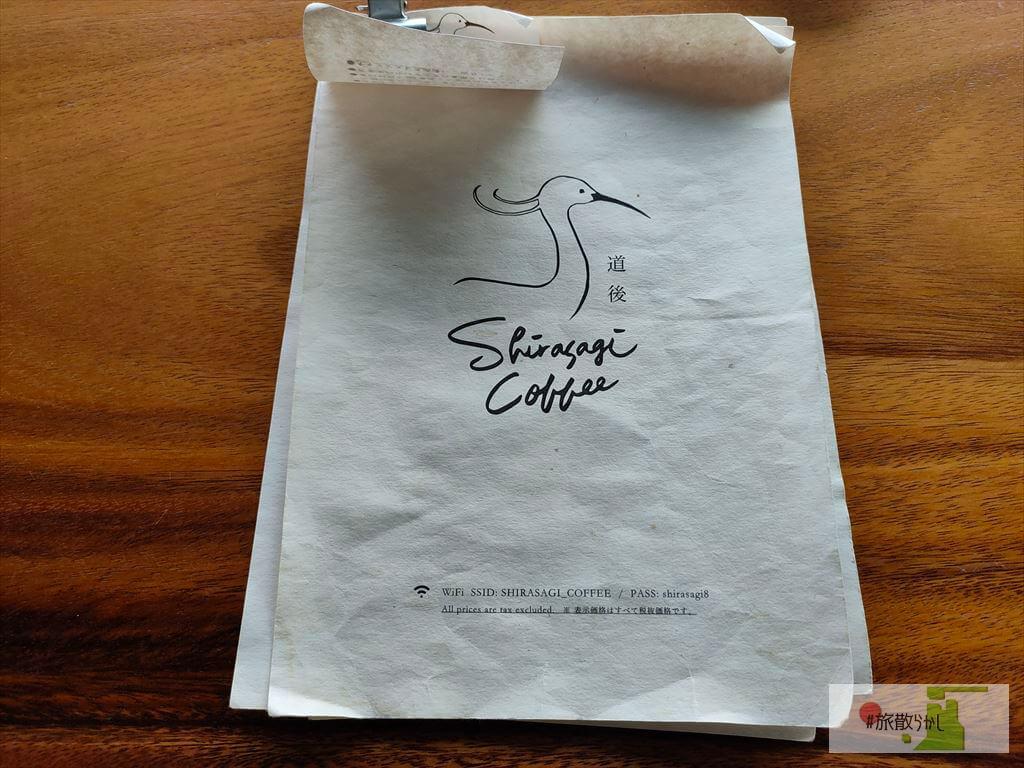 道後
Shirasagi
Coffee
WiFi SSID: SHIRASAGI_COFFEE / PASS: shirasagi8
All prices are tax excluded. ※ 表示価格はすべて税抜価格です。
#旅散らかし